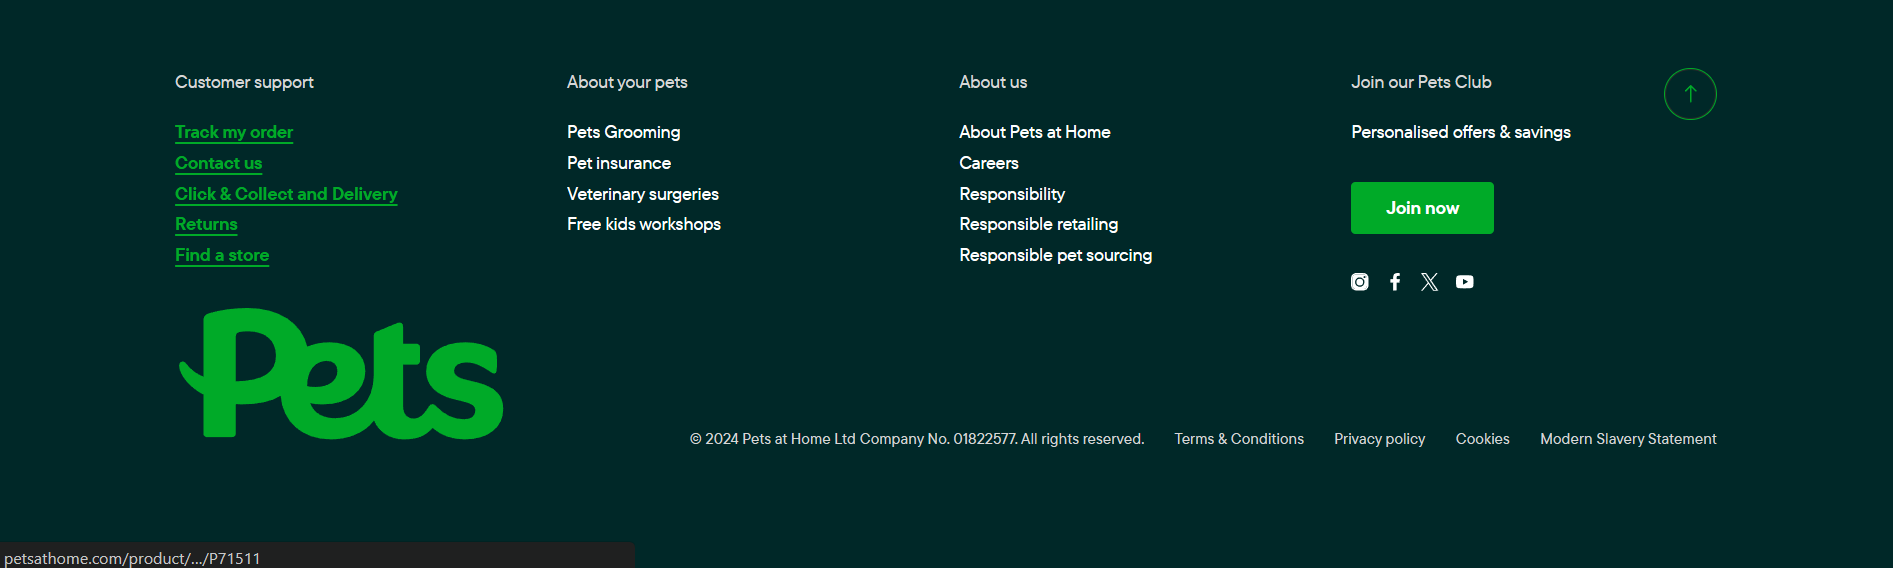 Customer support
Track my order
Contact us
Click & Collect and Delivery
Returns
Find a store
About your pets
Pets Grooming
Pet insurance
Veterinary surgeries
Free kids workshops
About us
About Pets at Home
Careers
Responsibility
Responsible retailing
Responsible pet sourcing
Join our Pets Club
Personalised offers & savings
Join now
Pets
© 2024 Pets at Home Ltd Company No. 01822577. All rights reserved.
Terms & Conditions
Privacy policy
Cookies
Modern Slavery Statement
petsathome.com/product/.../P71511